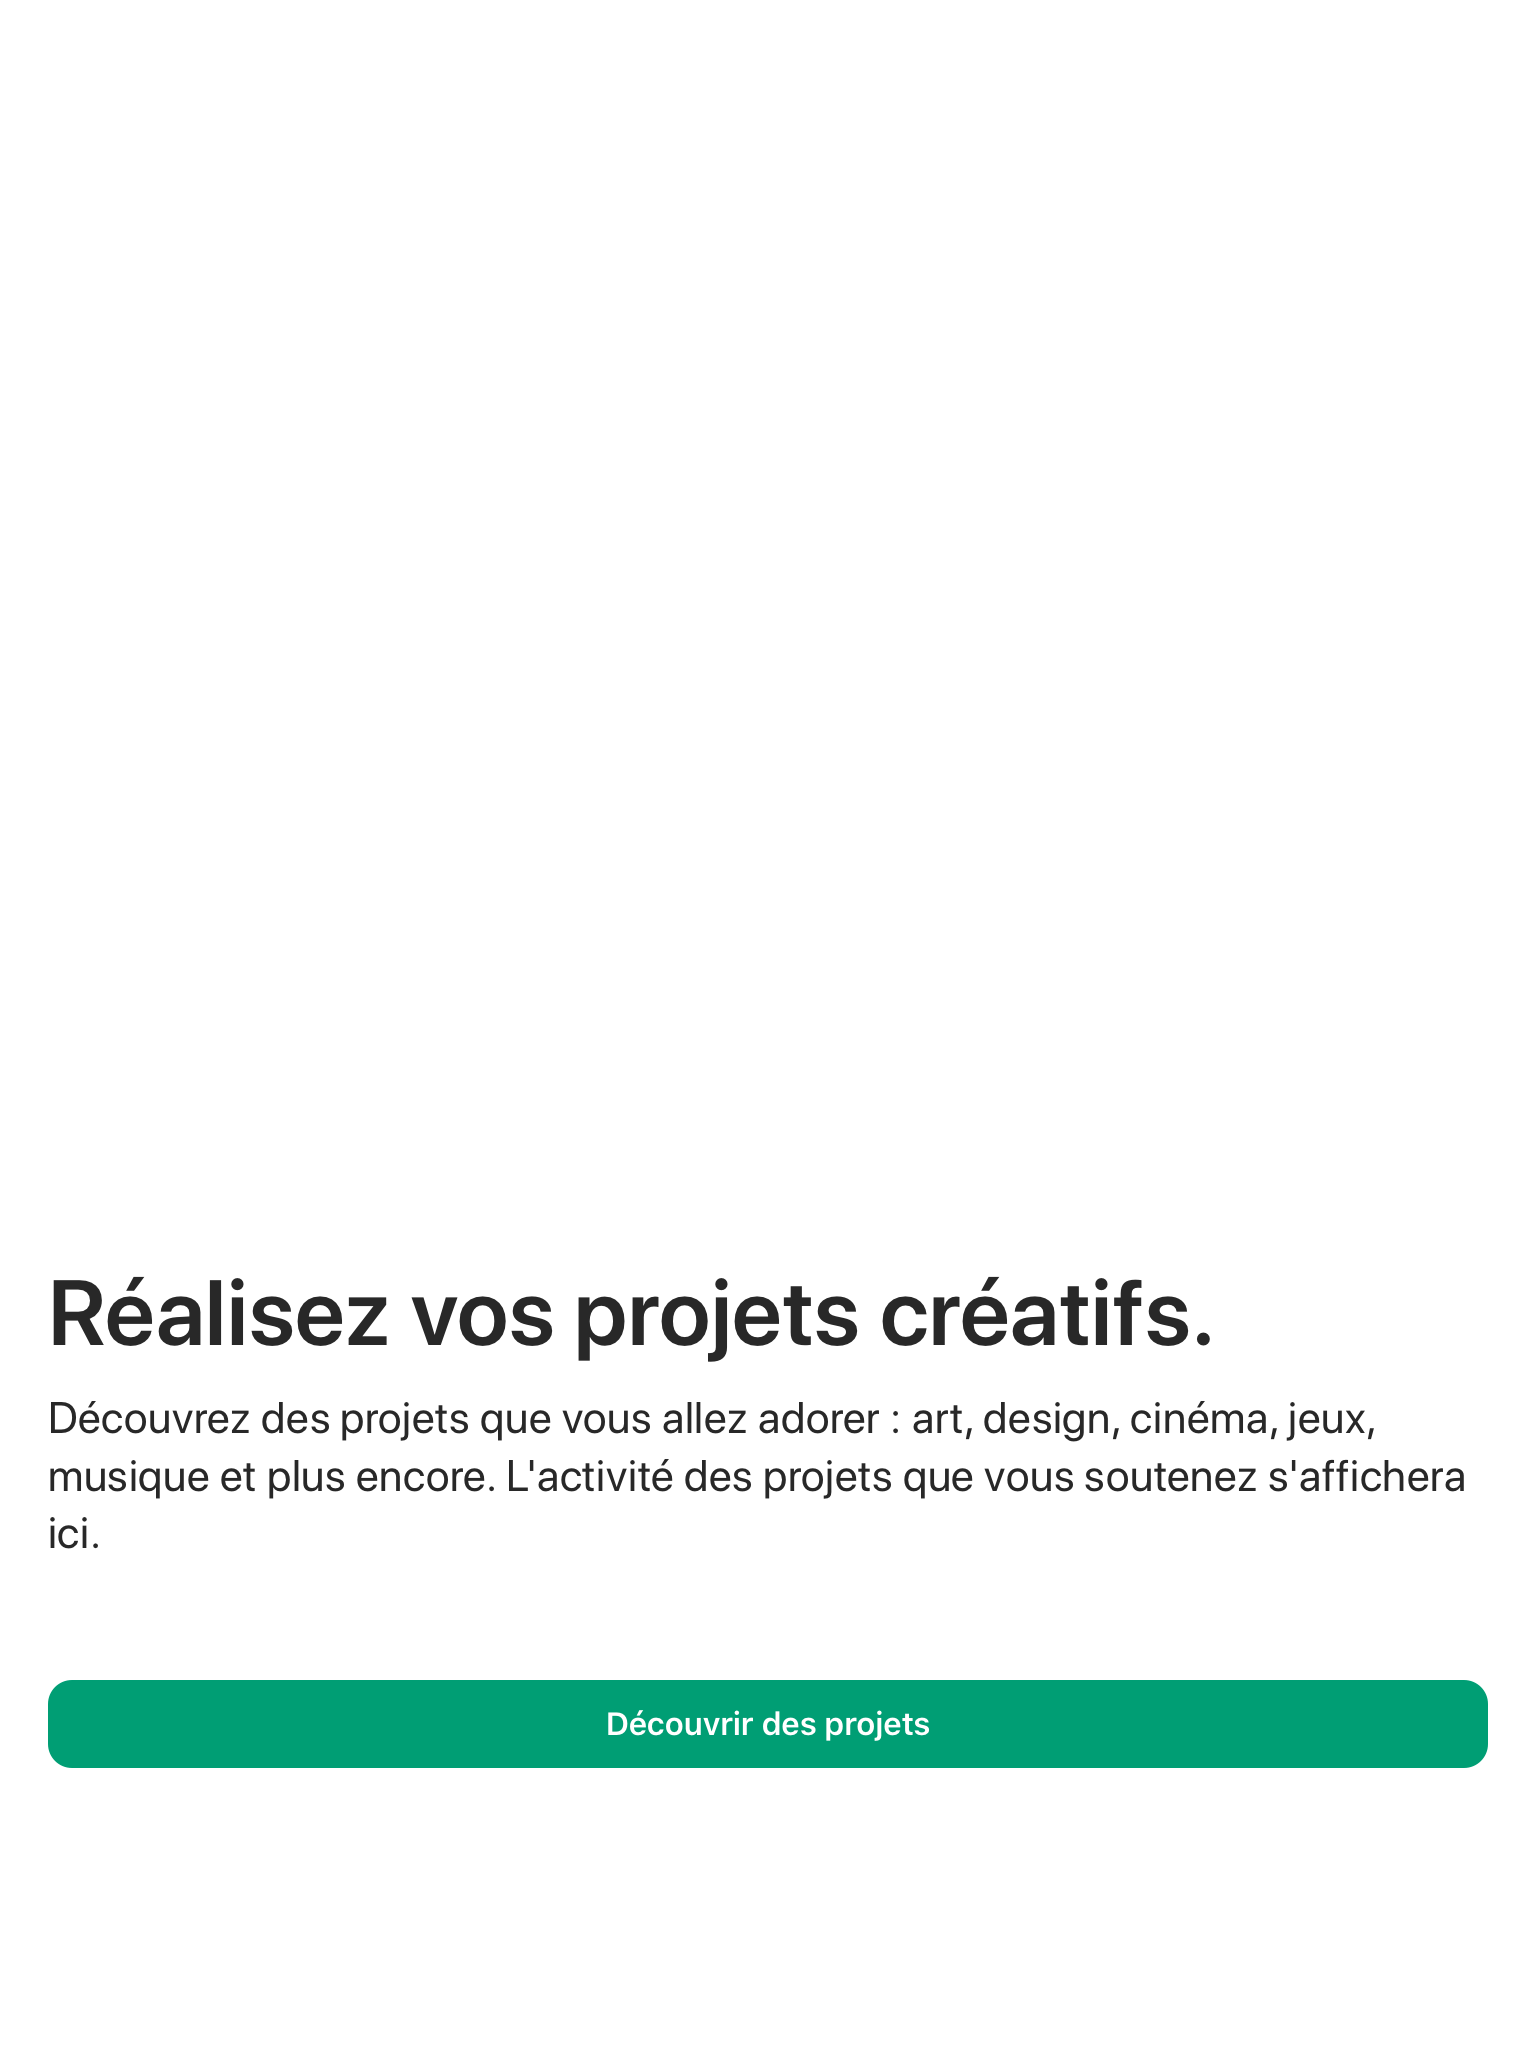 Réalisez vos projets créatifs.
Découvrez des projets que vous allez adorer : art, design, cinéma, jeux,
musique et plus encore. L'activité des projets que vous soutenez s'affichera
ici.
Découvrir des projets